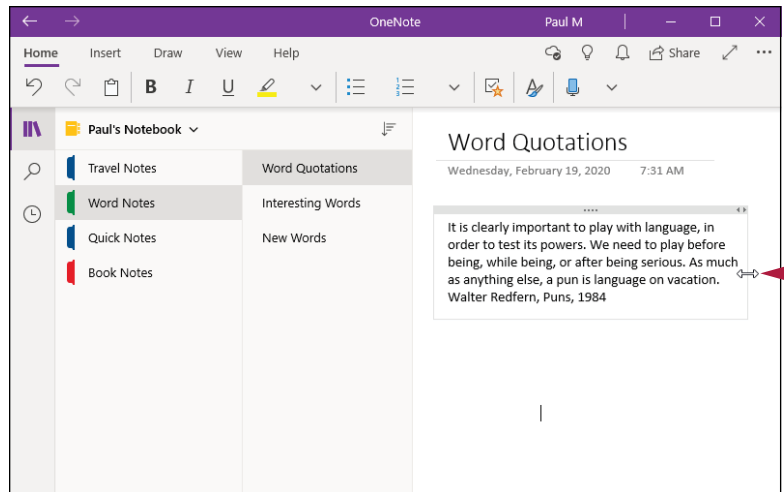 OneNote
Paul M
Home Insert Draw View Help
Share
B I U
Paul's Notebook
Travel Notes
Word Notes
Quick Notes
Book Notes
Word Quotations
Interesting Words
New Words
Word Quotations
Wednesday, February 19, 2020 7:31 AM
It is clearly important to play with language, in
order to test its powers. We need to play before
being, while being, or after being serious. As much
as anything else, a pun is language on vacation.
Walter Redfern, Puns, 1984